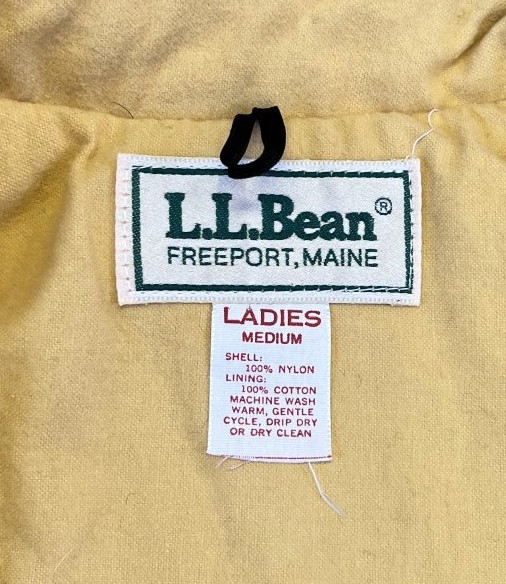 L.L.Bean®
FREEPORT, MAINE
LADIES
MEDIUM
SHELL:
100% NYLON
LINING:
100% COTTON
MACHINE WASH
WARM, GENTLE
CYCLE, DRIP DRY
OR DRY CLEAN